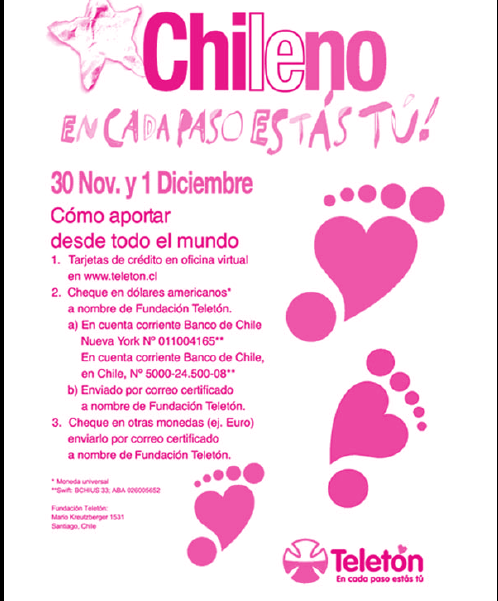 Chileno
EN CADA PASO ESTÁS TÚ!
30 Nov. y 1 Diciembre
Cómo aportar
desde todo el mundo
1. Tarjetas de crédito en oficina virtual
en www.teleton.cl
2. Cheque en dólares americanos*
a nombre de Fundación Teletón.
a) En cuenta corriente Banco de Chile
Nueva York Nº 011004165**
En cuenta corriente Banco de Chile,
en Chile, Nº 5000-24.500-08**
b) Enviado por correo certificado
a nombre de Fundación Teletón.
3. Cheque en otras monedas (ej. Euro)
enviarlo por correo certificado
a nombre de Fundación Teletón.
* Moneda universal
**Swift: BCHIUS 33; ABA 026005652
Fundación Teletón:
Mario Kreutzberger 1531
Santiago, Chile
Teletón
En cada paso estás tú